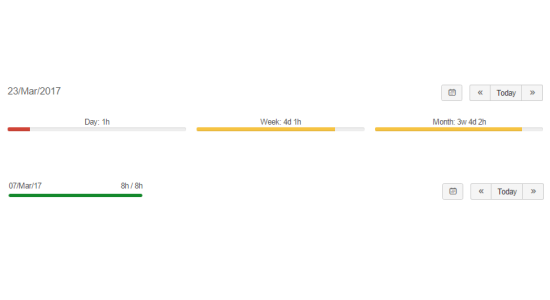 23/Mar/2017 « Today »
Day: 1h Week: 4d 1h Month: 3w 4d 2h
07/Mar/17 8h / 8h « Today »